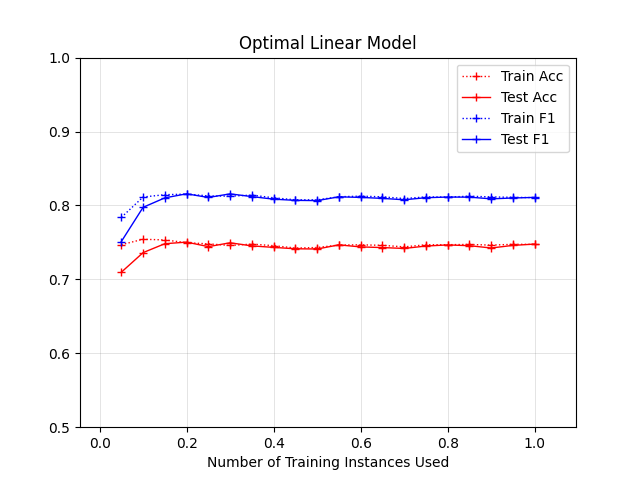 Optimal Linear Model
1.0
0.9
0.8
0.7
0.6
0.5
Train Acc
Test Acc
Train F1
Test F1
0.0 0.2 0.4 0.6 0.8 1.0
Number of Training Instances Used